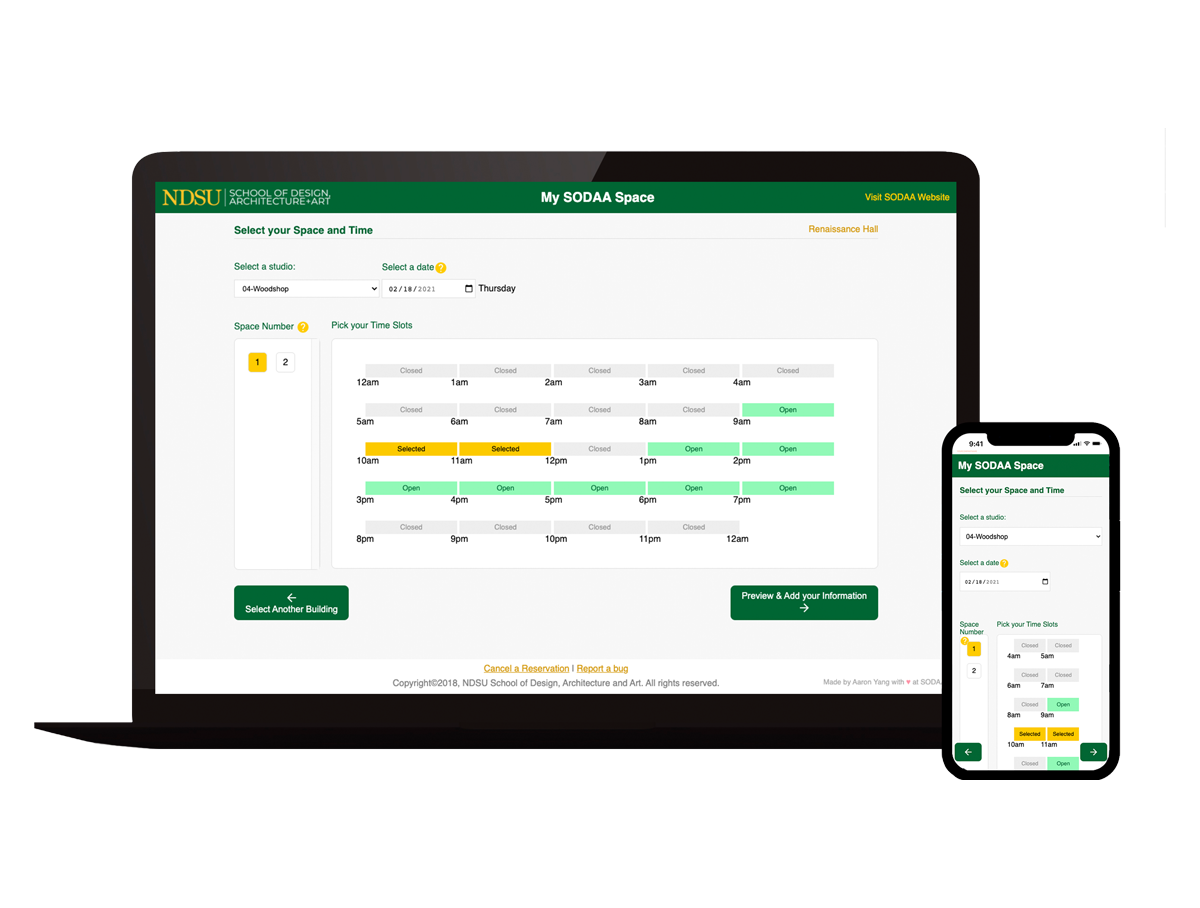 NDSU SCHOOL OF DESIGN,
ARCHITECTURE+ART
My SODAA Space
Visit SODAA Website
Select your Space and Time
Renaissance Hall
Select a studio:
Select a date ?
04-Woodshop
02/18/2021
Thursday
Space Number ?
Pick your Time Slots
1 2
Closed Closed Closed Closed Closed
12am 1am 2am 3am 4am
Closed Closed Closed Closed Open
5am 6am 7am 8am 9am
Selected Selected Closed Open Open
10am 11am 12pm 1pm 2pm
Open Open Open Open Open
3pm 4pm 5pm 6pm 7pm
Closed Closed Closed Closed
8pm 9pm 10pm 11pm 12am
←
Select Another Building
Preview & Add your Information
→
Cancel a Reservation | Report a bug
Copyright©2018, NDSU School of Design, Architecture and Art. All rights reserved.
Made by Aaron Yang with ♥ at SODA
9:41
My SODAA Space
Select your Space and Time
Select a studio:
04-Woodshop
Select a date ?
02/18/2021
Space
Number
?
Pick your Time Slots
1
2
Closed Closed
4am 5am
Closed Closed
6am 7am
Closed Open
8am 9am
Selected Selected
10am 11am
Closed Open
← →